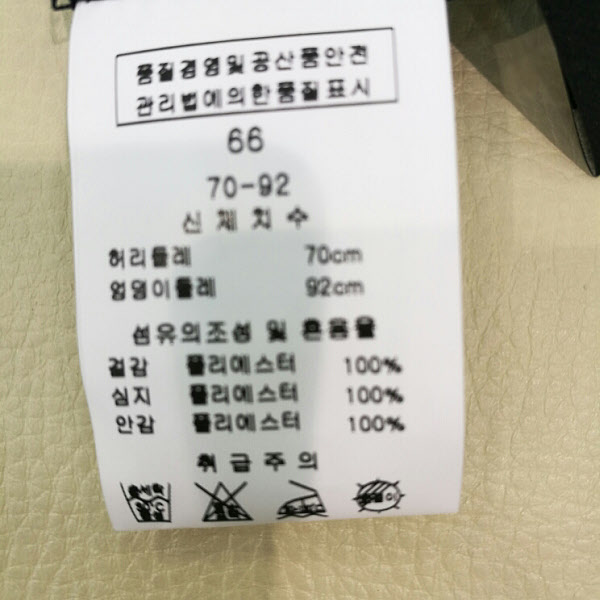 품질경영및공산품안전
관리법에의한품질표시
66
70-92
신 체 치 수
허리둘레 70cm
엉덩이둘레 92cm
섬유의조성 및 혼용율
겉감 폴리에스터 100%
심지 폴리에스터 100%
안감 폴리에스터 100%
취 급 주 의